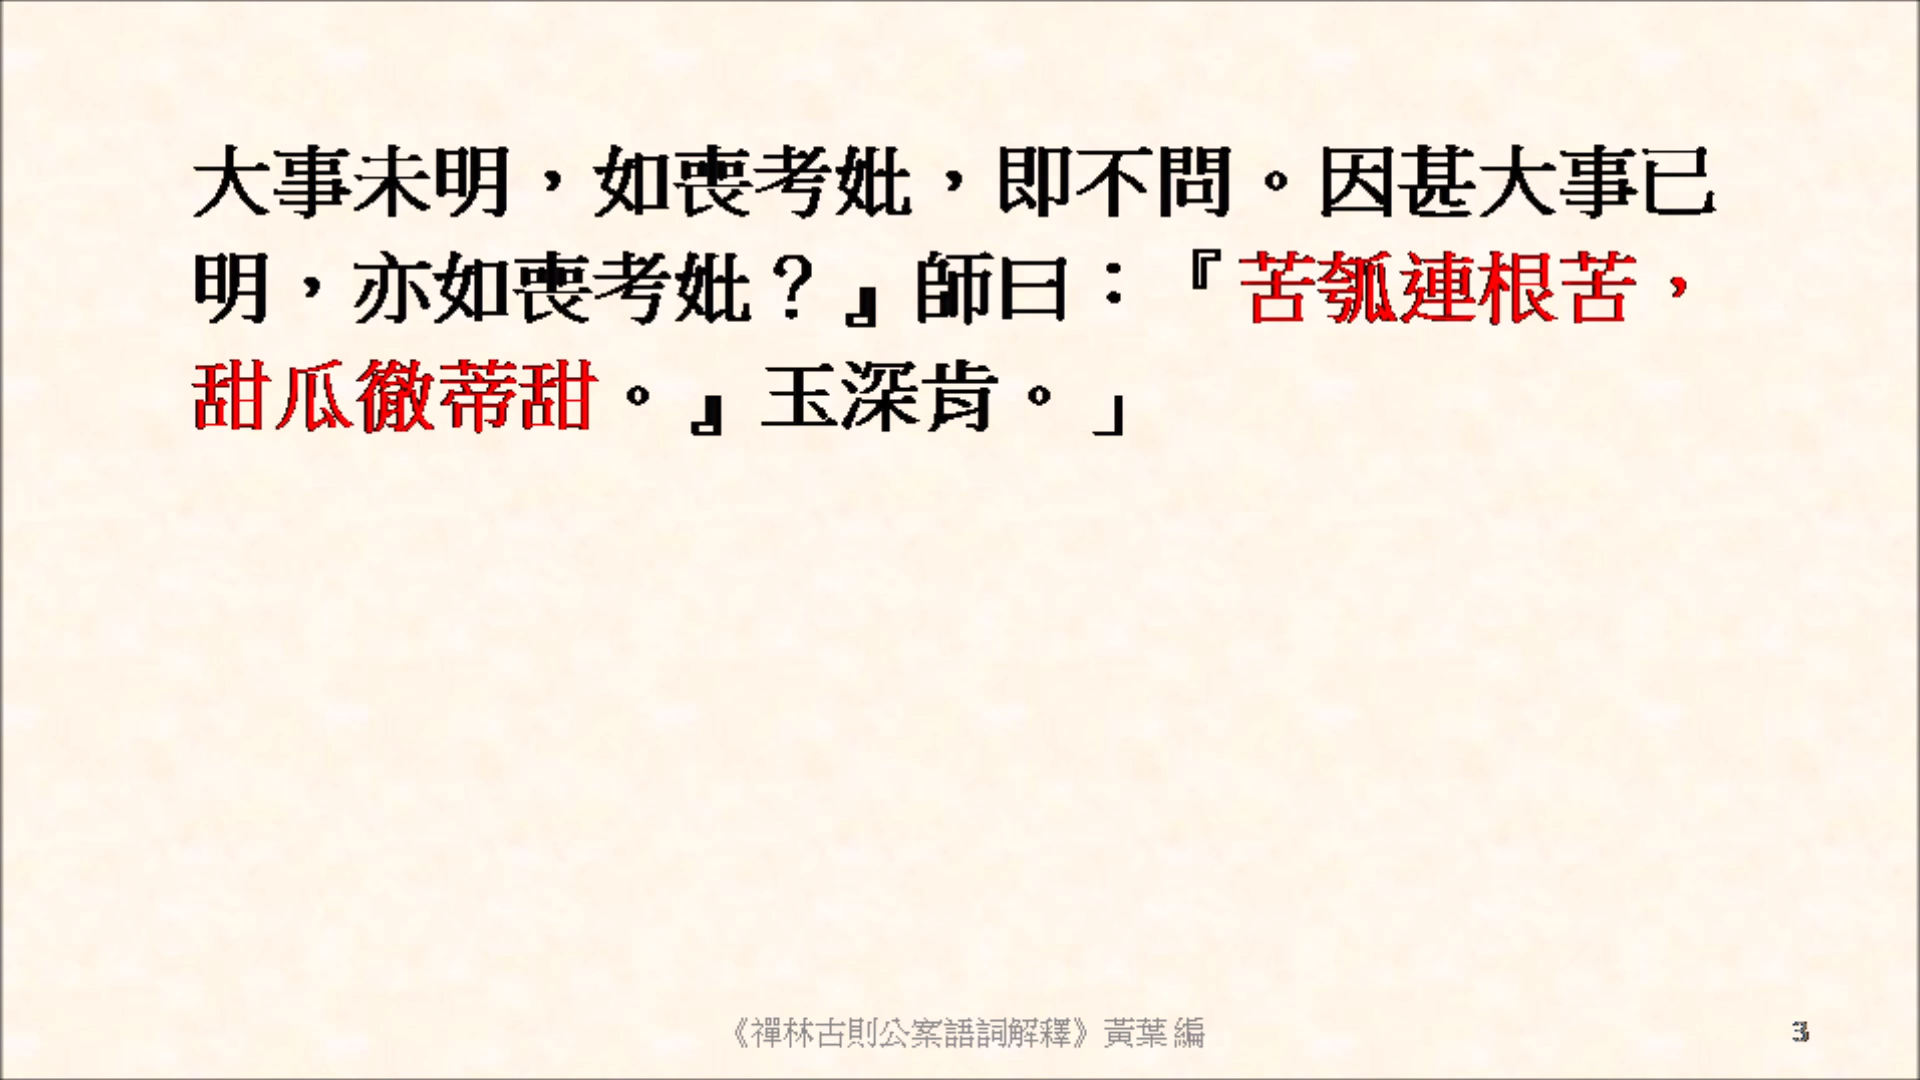 大事未明，如喪考妣，即不問。因甚大事已
明，亦如喪考妣？』師曰：『苦瓠連根苦，
甜瓜徹蒂甜。』玉深肯。」
《禪林古則公案語詞解釋》黃葉編
3